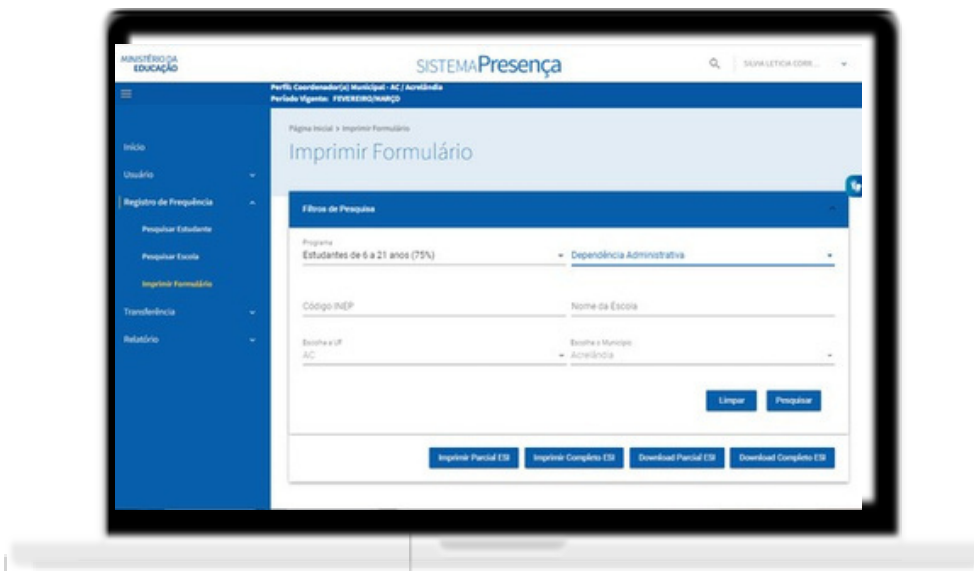 MINISTÉRIO DA
EDUCAÇÃO
SISTEMAPresença
SILVIA LETICIA CORR...
Perfil: Coordenador(a) Municipal - AC / Acrelândia
Período Vigente: FEVEREIRO/MARÇO
Página Inicial > Imprimir Formulário
Imprimir Formulário
Início
Usuário
Registro de Frequência
Pesquisar Estudante
Pesquisar Escola
Imprimir Formulário
Transferência
Relatório
Filtros de Pesquisa
Programa
Estudantes de 6 a 21 anos (75%)
Dependência Administrativa
Código INEP
Nome da Escola
Escolha a UF
AC
Escolha o Município
Acrelândia
Limpar
Pesquisar
Imprimir Parcial ESI
Imprimir Completo ESI
Download Parcial ESI
Download Completo ESI